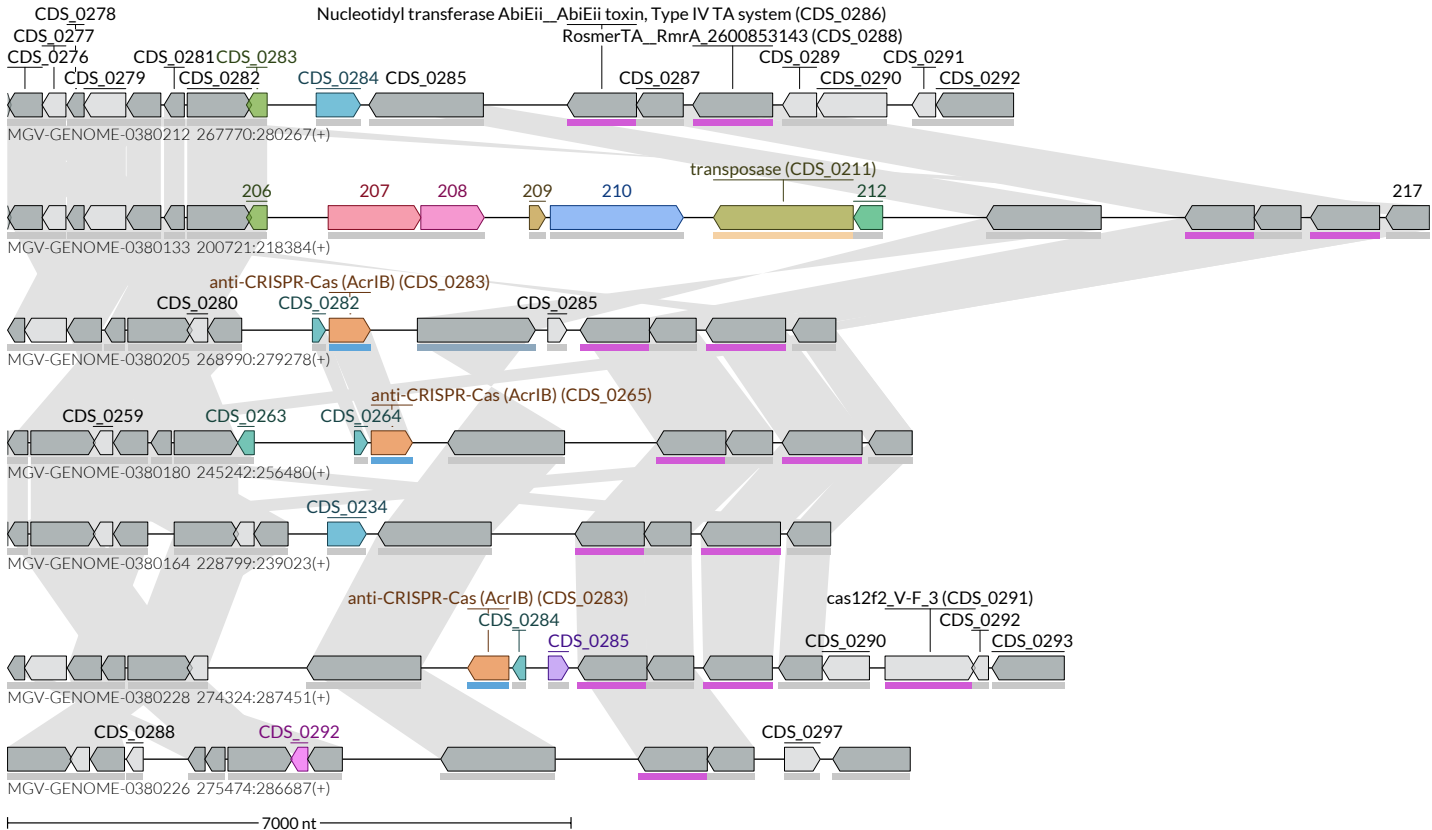 CDS_0278
Nucleotidyl transferase AbiEii__AbiEii toxin, Type IV TA system (CDS_0286)
CDS_0277
RosmerTA__RmrA_2600853143 (CDS_0288)
CDS_0276
CDS_0281
CDS_0283
CDS_0289
CDS_0291
CDS_0279
CDS_0282
CDS_0284
CDS_0285
CDS_0287
CDS_0290
CDS_0292
MGV-GENOME-0380212 267770:280267(+)
transposase (CDS_0211)
206
207
208
209
210
212
217
MGV-GENOME-0380133 200721:218384(+)
anti-CRISPR-Cas (AcrIB) (CDS_0283)
CDS_0280
CDS_0282
CDS_0285
MGV-GENOME-0380205 268990:279278(+)
anti-CRISPR-Cas (AcrIB) (CDS_0265)
CDS_0259
CDS_0263
CDS_0264
MGV-GENOME-0380180 245242:256480(+)
CDS_0234
MGV-GENOME-0380164 228799:239023(+)
anti-CRISPR-Cas (AcrIB) (CDS_0283)
cas12f2_V-F_3 (CDS_0291)
CDS_0284
CDS_0292
CDS_0285
CDS_0290
CDS_0293
MGV-GENOME-0380228 274324:287451(+)
CDS_0288
CDS_0292
CDS_0297
MGV-GENOME-0380226 275474:286687(+)
7000 nt